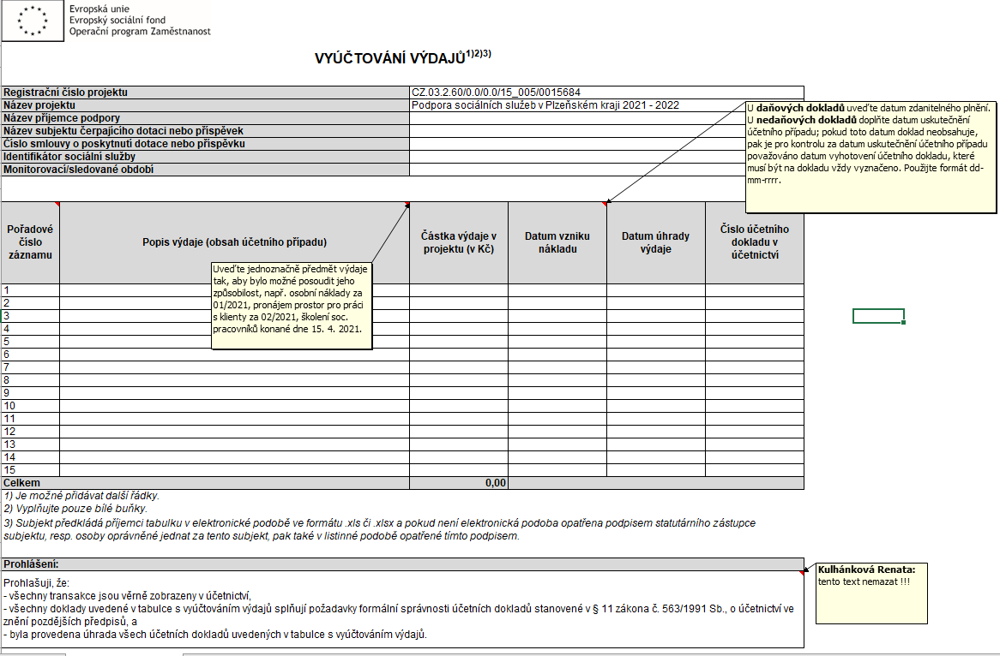 Evropská unie
Evropský sociální fond
Operační program Zaměstnanost
VYÚČTOVÁNÍ VÝDAJŮ1)2)3)
Registrační číslo projektu CZ.03.2.60/0.0/0.0/15_005/0015684
Název projektu Podpora sociálních služeb v Plzeňském kraji 2021 - 2022
Název příjemce podpory
Název subjektu čerpajícího dotaci nebo příspěvek
Číslo smlouvy o poskytnutí dotace nebo příspěvku
Identifikátor sociální služby
Monitorovací/sledované období
U daňových dokladů uveďte datum zdanitelného plnění.
U nedaňových dokladů doplňte datum uskutečnění
účetního případu; pokud toto datum doklad neobsahuje,
pak je pro kontrolu za datum uskutečnění účetního případu
považováno datum vyhotovení účetního dokladu, které
musí být na dokladu vždy vyznačeno. Použijte formát dd-
mm-rrrr.
Pořadové
číslo
záznamu
Popis výdaje (obsah účetního případu)
Částka výdaje v
projektu (v Kč)
Datum vzniku
nákladu
Datum úhrady
výdaje
Číslo účetního
dokladu v
účetnictví
Uveďte jednoznačně předmět výdaje
tak, aby bylo možné posoudit jeho
způsobilost, např. osobní náklady za
01/2021, pronájem prostor pro práci
s klienty za 02/2021, školení soc.
pracovníků konané dne 15. 4. 2021.
1
2
3
4
5
6
7
8
9
10
11
12
13
14
15
Celkem 0,00
1) Je možné přidávat další řádky.
2) Vyplňujte pouze bílé buňky.
3) Subjekt předkládá příjemci tabulku v elektronické podobě ve formátu .xls či .xlsx a pokud není elektronická podoba opatřena podpisem statutárního zástupce
subjektu, resp. osoby oprávněné jednat za tento subjekt, pak také v listinné podobě opatřené tímto podpisem.
Prohlášení:
Prohlašuji, že:
- všechny transakce jsou věrně zobrazeny v účetnictví,
- všechny doklady uvedené v tabulce s vyúčtováním výdajů splňují požadavky formální správnosti účetních dokladů stanovené v § 11 zákona č. 563/1991 Sb., o účetnictví ve
znění pozdějších předpisů, a
- byla provedena úhrada všech účetních dokladů uvedených v tabulce s vyúčtováním výdajů.
Kulhánková Renata:
tento text nemazat !!!